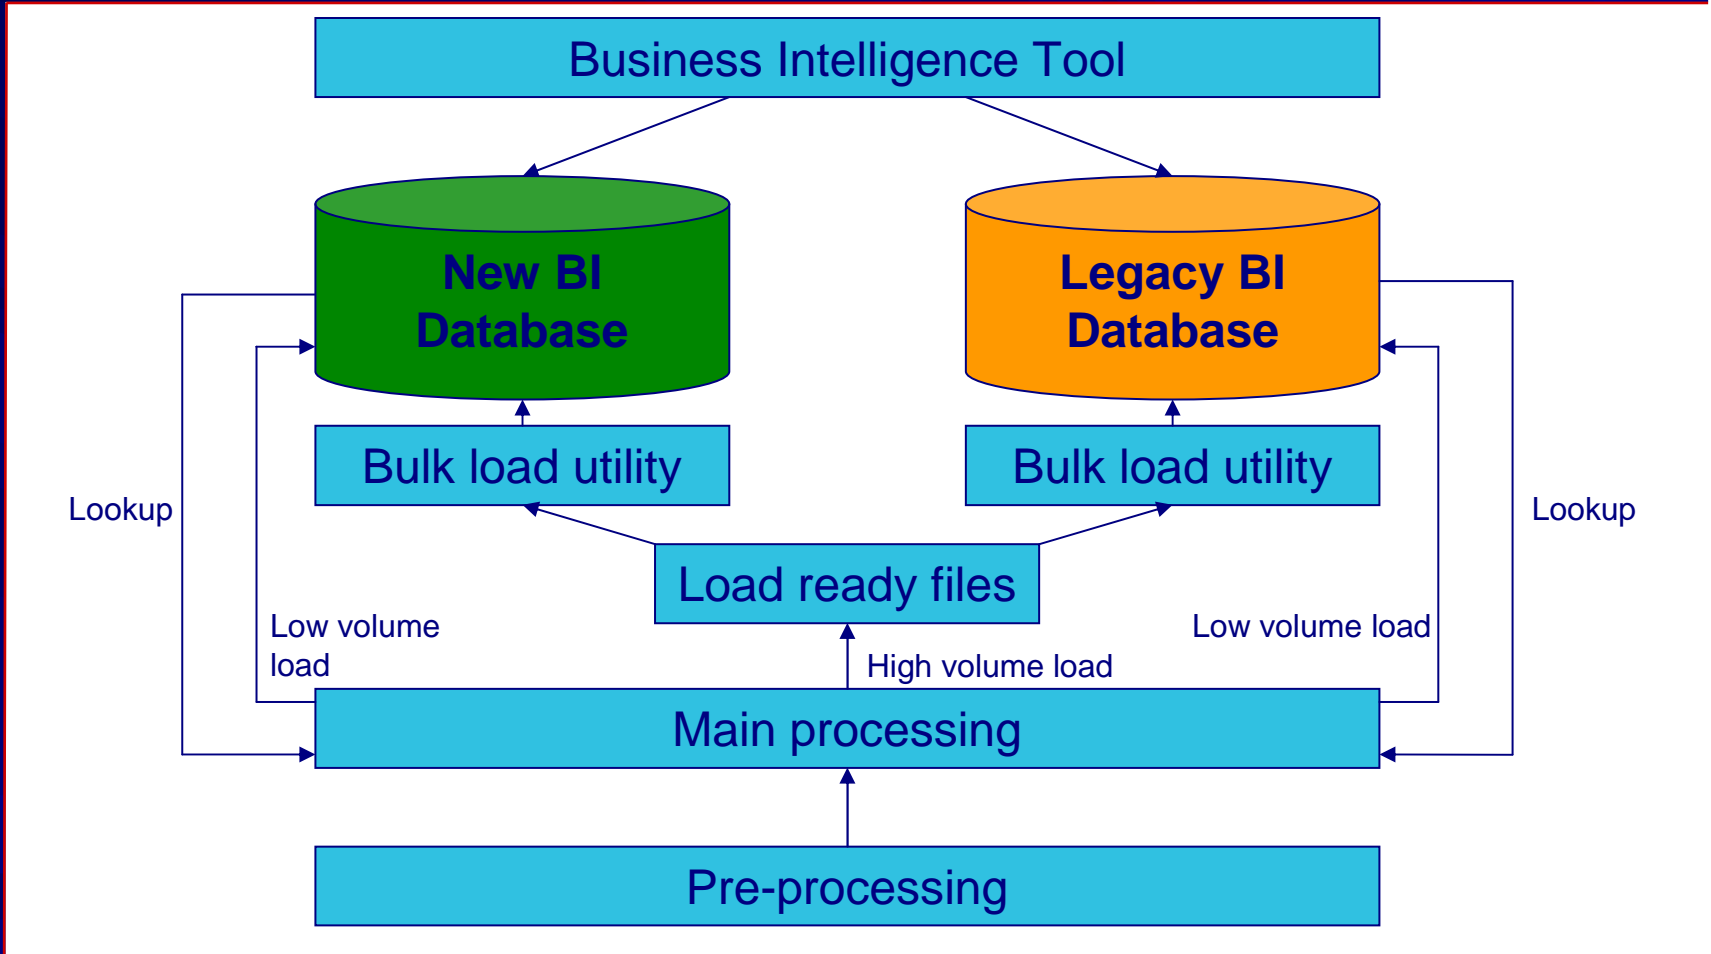 Business Intelligence Tool
New BI
Database
Legacy BI
Database
Bulk load utility
Bulk load utility
Lookup
Lookup
Load ready files
Low volume
load
Low volume load
High volume load
Main processing
Pre-processing